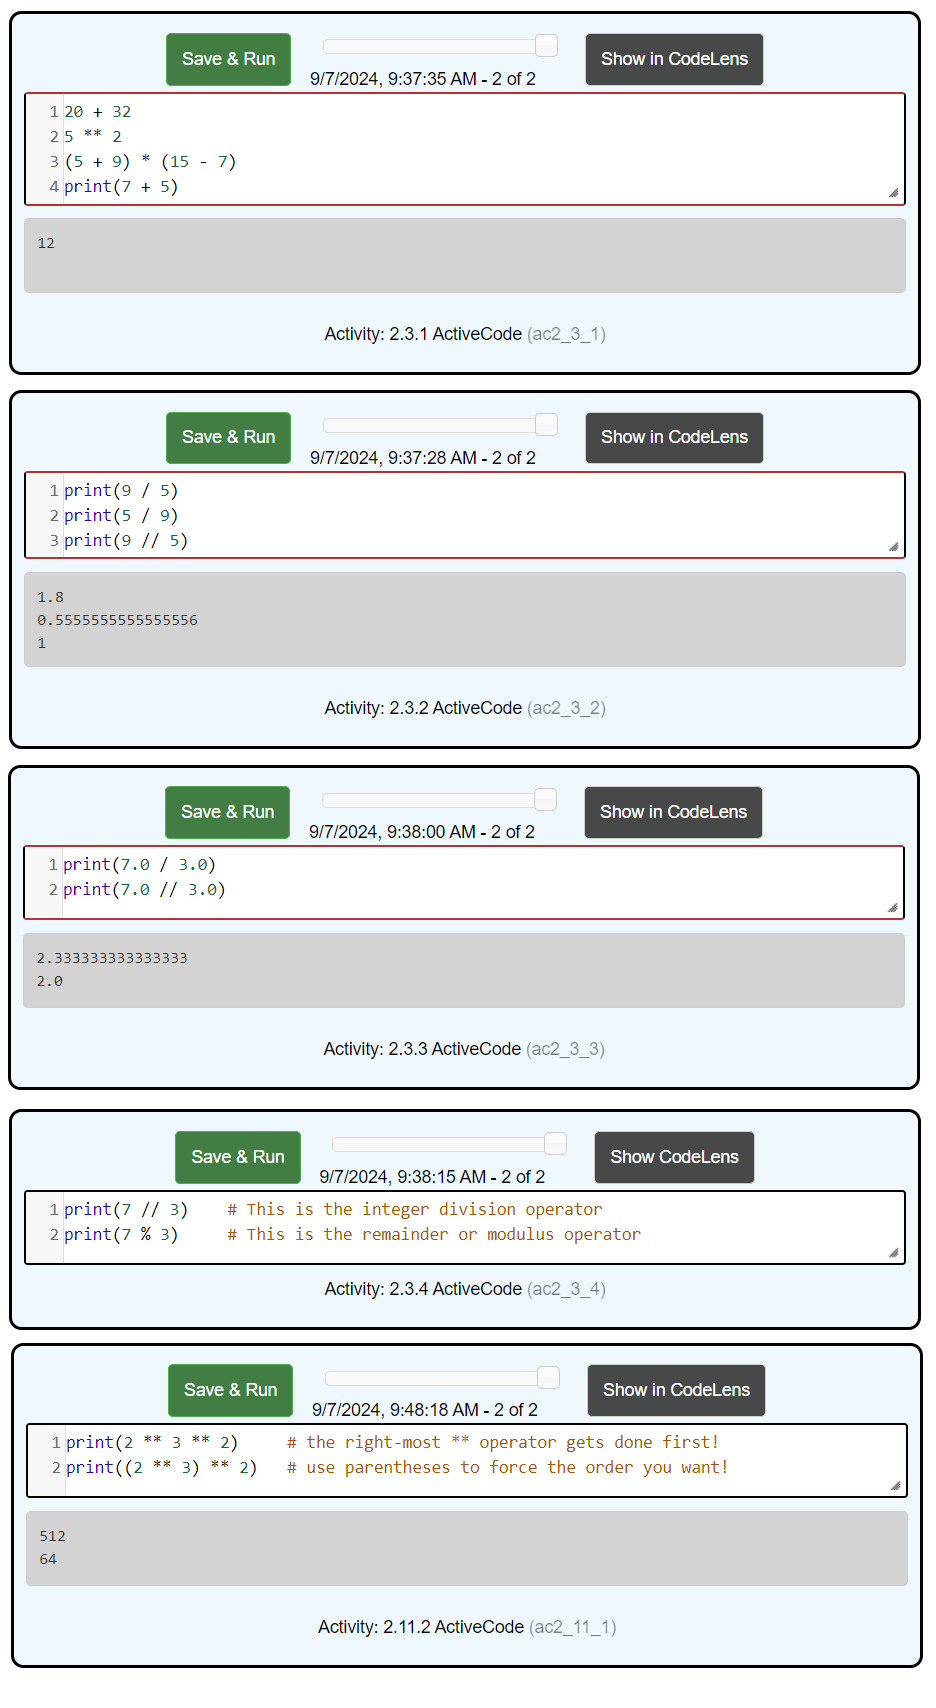 Save & Run
Show in CodeLens
9/7/2024, 9:37:35 AM - 2 of 2
1 20 + 32
2 5 ** 2
3 (5 + 9) * (15 - 7)
4 print(7 + 5)
12
Activity: 2.3.1 ActiveCode (ac2_3_1)
Save & Run
Show in CodeLens
9/7/2024, 9:37:28 AM - 2 of 2
1 print(9 / 5)
2 print(5 / 9)
3 print(9 // 5)
1.8
0.5555555555555556
1
Activity: 2.3.2 ActiveCode (ac2_3_2)
Save & Run
Show in CodeLens
9/7/2024, 9:38:00 AM - 2 of 2
1 print(7.0 / 3.0)
2 print(7.0 // 3.0)
2.333333333333333
2.0
Activity: 2.3.3 ActiveCode (ac2_3_3)
Save & Run
Show CodeLens
9/7/2024, 9:38:15 AM - 2 of 2
1 print(7 // 3)    # This is the integer division operator
2 print(7 % 3)     # This is the remainder or modulus operator
Activity: 2.3.4 ActiveCode (ac2_3_4)
Save & Run
Show in CodeLens
9/7/2024, 9:48:18 AM - 2 of 2
1 print(2 ** 3 ** 2)     # the right-most ** operator gets done first!
2 print((2 ** 3) ** 2)   # use parentheses to force the order you want!
512
64
Activity: 2.11.2 ActiveCode (ac2_11_1)